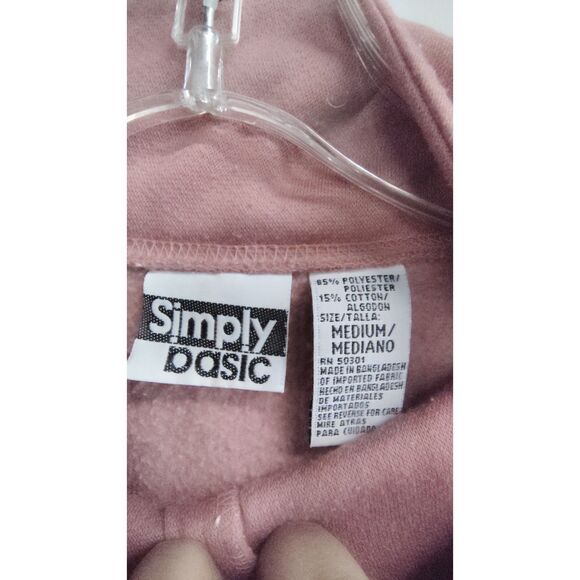 Simply
basic
85% POLYESTER/
POLIESTER
15% COTTON/
ALGODON
SIZE/TALLA:
MEDIUM/
MEDIANO
RN 50301
MADE IN BANGLADESH
OF IMPORTED FABRIC
HECHO EN BANGLADESH
DE MATERIALES
IMPORTADOS
SEE REVERSE FOR CARE
MIRE ATRAS
PARA CUIDADO